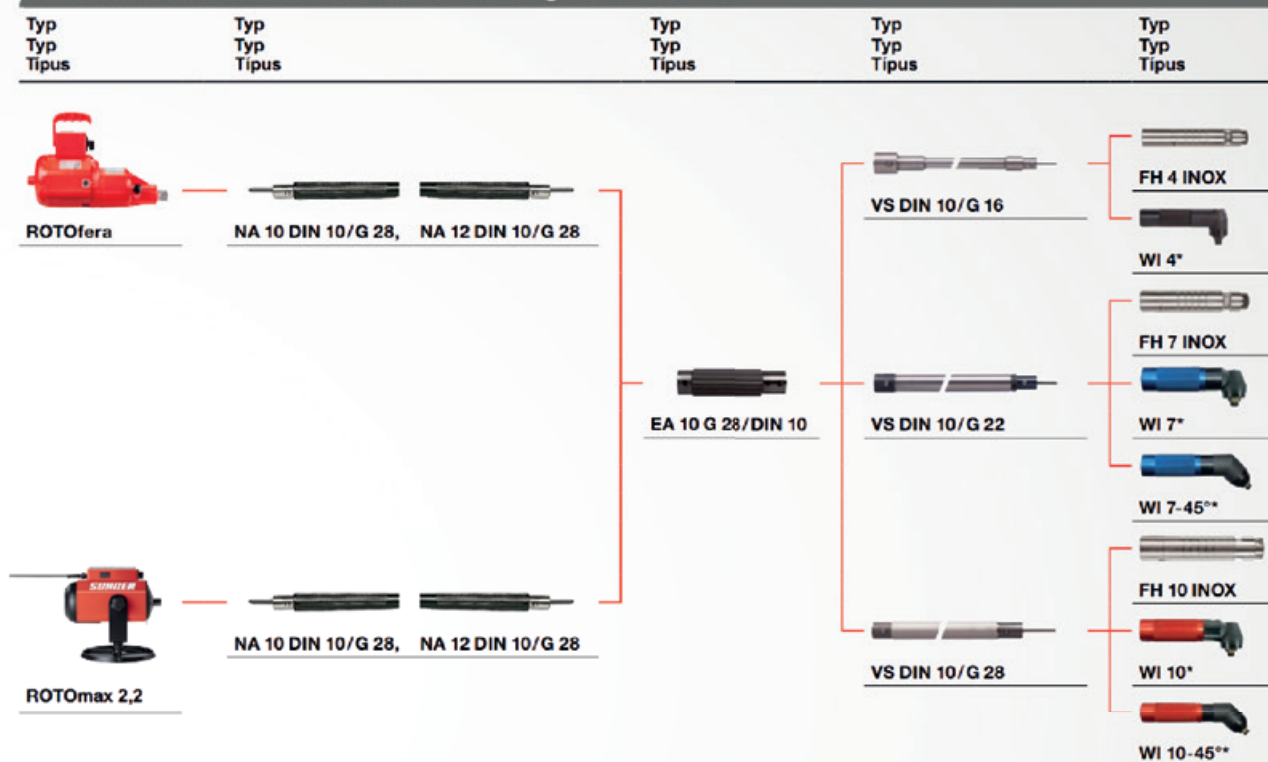 Typ
Typ
Típus
Typ
Typ
Típus
Typ
Typ
Típus
Typ
Typ
Típus
Typ
Typ
Típus
ROTOfera
NA 10 DIN 10/G 28, NA 12 DIN 10/G 28
EA 10 G 28/DIN 10
VS DIN 10/G 16
FH 4 INOX
WI 4*
VS DIN 10/G 22
FH 7 INOX
WI 7*
WI 7-45°*
SUHNER
ROTOmax 2,2
NA 10 DIN 10/G 28, NA 12 DIN 10/G 28
VS DIN 10/G 28
FH 10 INOX
WI 10*
WI 10-45°*